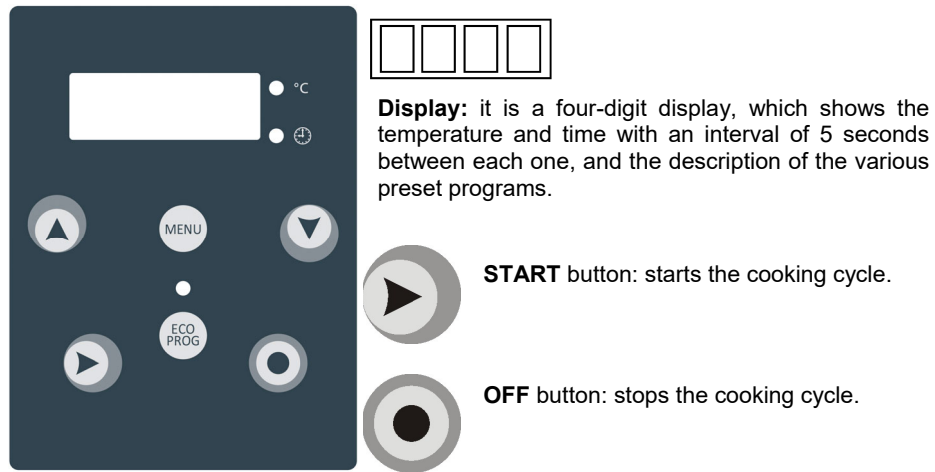 °C
MENU
ECO
PROG
Display: it is a four-digit display, which shows the
temperature and time with an interval of 5 seconds
between each one, and the description of the various
preset programs.
START button: starts the cooking cycle.
OFF button: stops the cooking cycle.